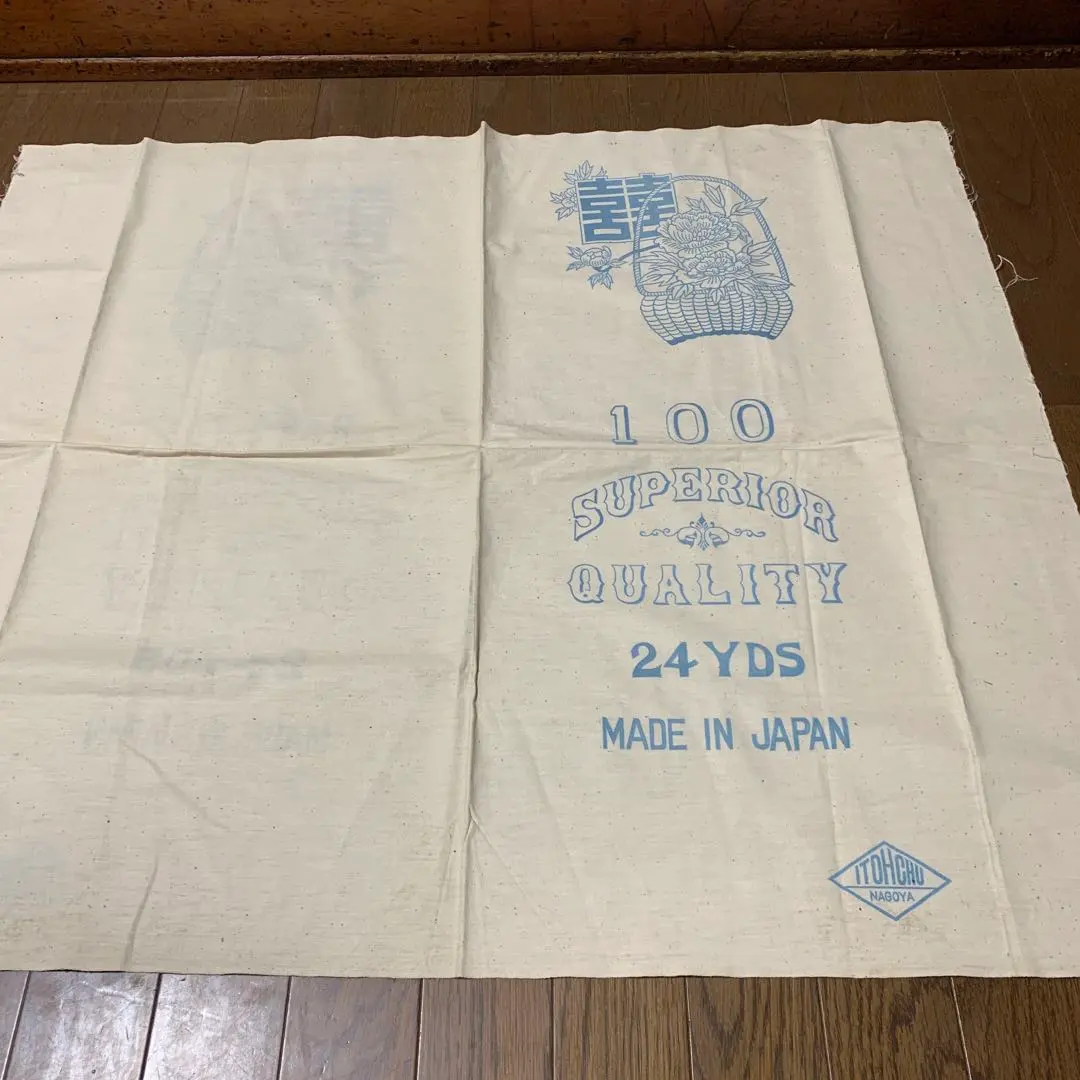 囍
100
SUPERIOR
QUALITY
24 YDS
MADE IN JAPAN
ITOHCHU
NAGOYA